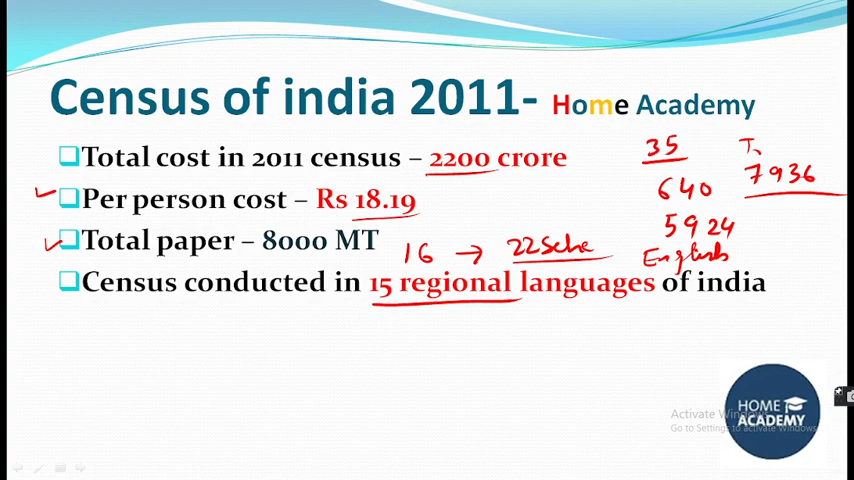 Census of india 2011- Home Academy
Total cost in 2011 census – 2200 crore
35
T
7936
Per person cost – Rs 18.19
640
5924
Total paper – 8000 MT
16 → 22 Sche
English
Census conducted in 15 regional languages of india
HOME
ACADEMY
Activate Windows
Go to Settings to activate Windows.